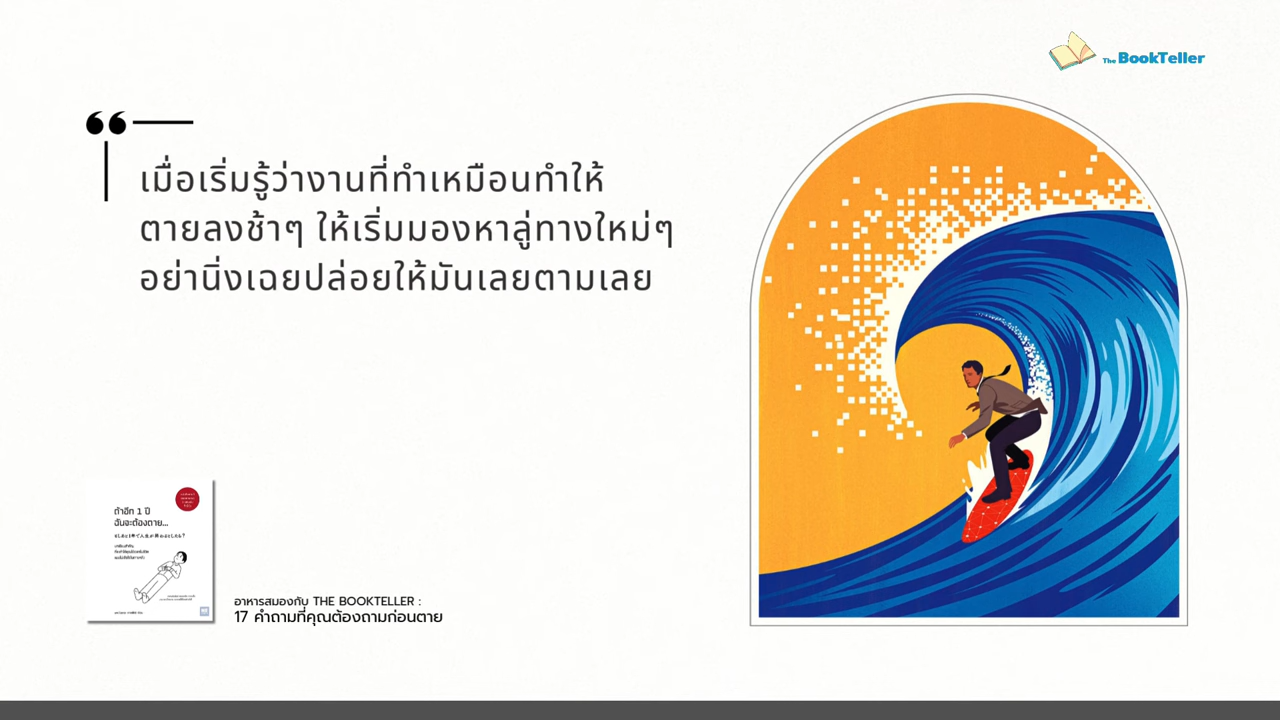 The BookTeller
เมื่อเริ่มรู้ว่างานที่ทำเหมือนทำให้
ตายลงช้าๆ ให้เริ่มมองหาลู่ทางใหม่ๆ
อย่านิ่งเฉยปล่อยให้มันเลยตามเลย
ถ้าอีก 1 ปี
ฉันจะต้องตาย...
อาหารสมองกับ THE BOOKTELLER :
17 คำถามที่คุณต้องถามก่อนตาย